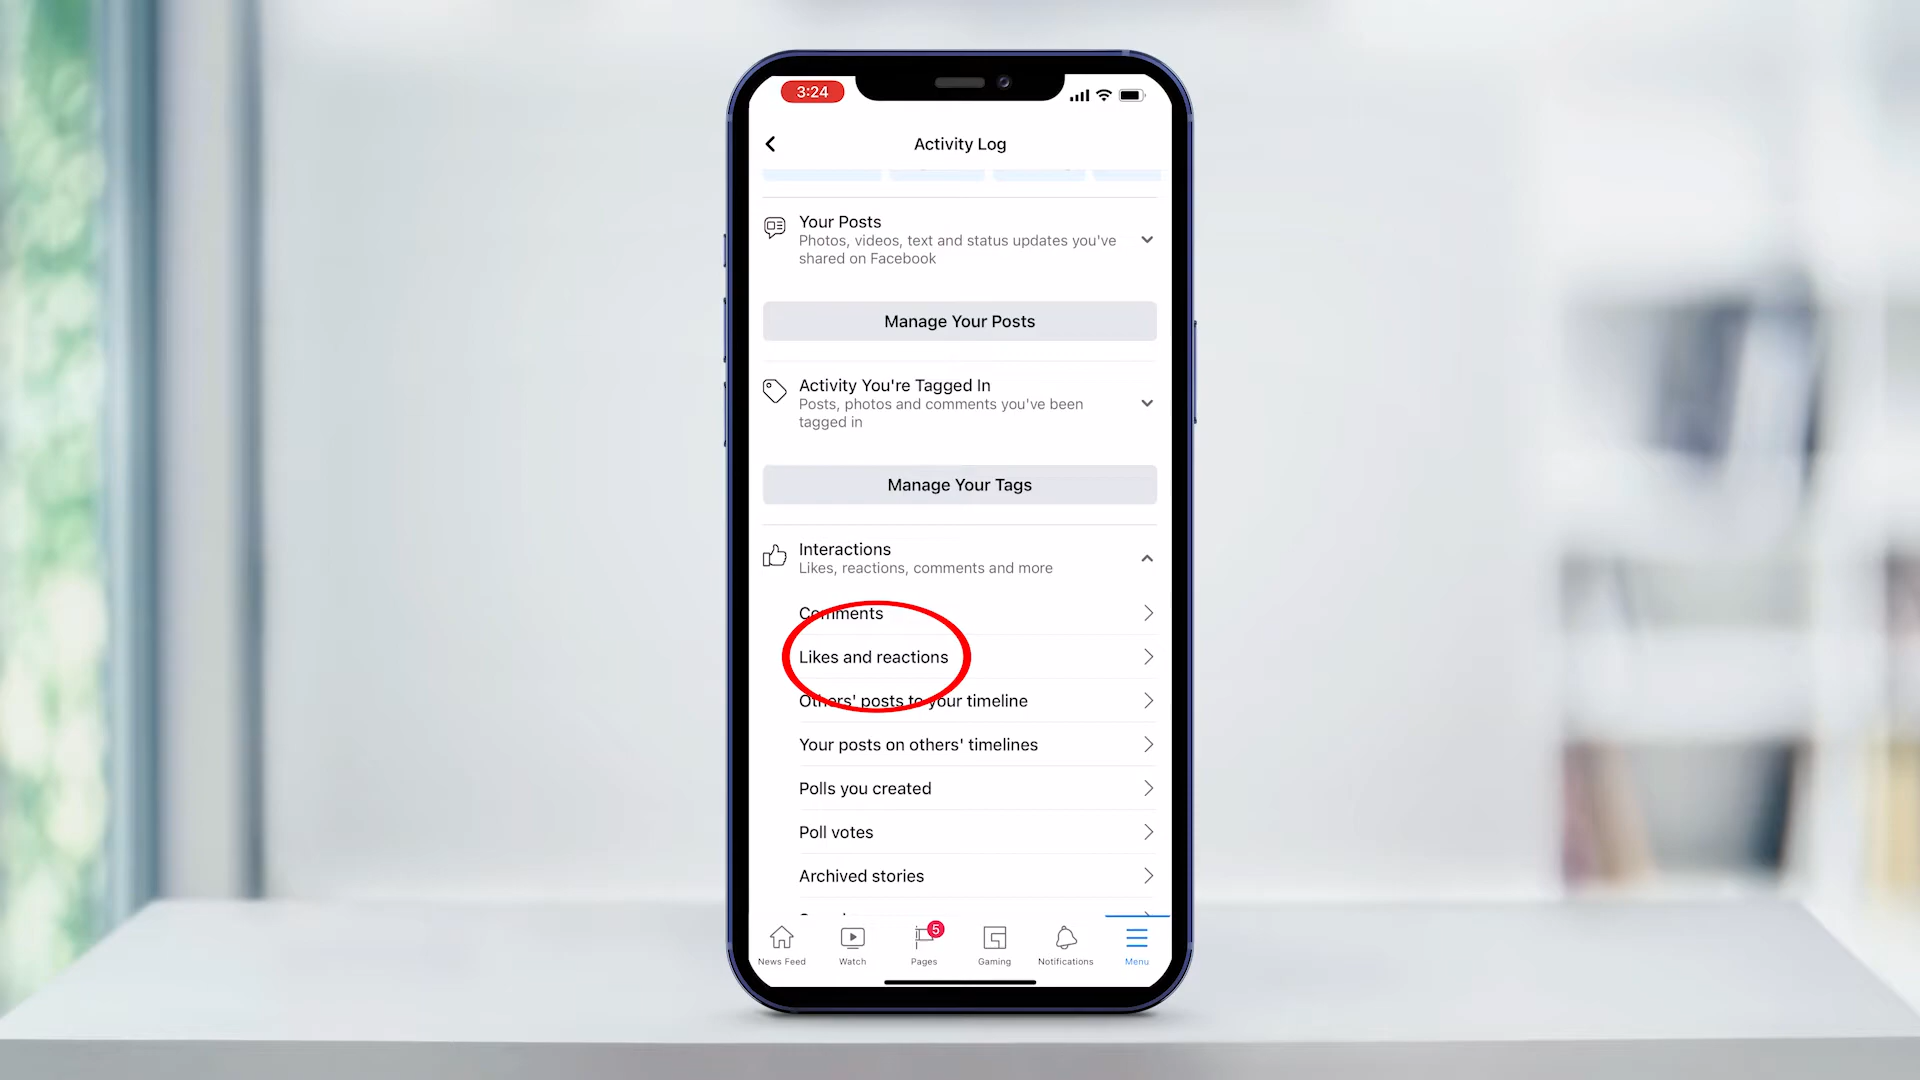 3:24
Activity Log
Your Posts
Photos, videos, text and status updates you've
shared on Facebook
Manage Your Posts
Activity You're Tagged In
Posts, photos and comments you've been
tagged in
Manage Your Tags
Interactions
Likes, reactions, comments and more
Comments
Likes and reactions
Others' posts to your timeline
Your posts on others' timelines
Polls you created
Poll votes
Archived stories
5
News Feed
Watch
Pages
Gaming
Notifications
Menu